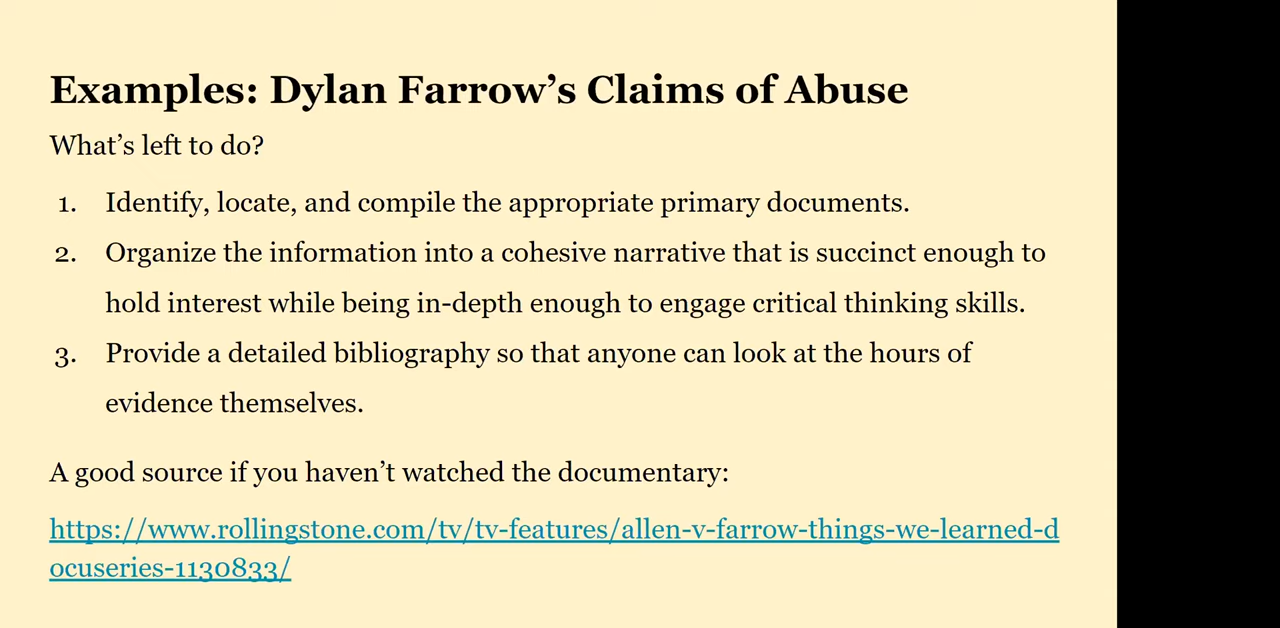 Examples: Dylan Farrow’s Claims of Abuse
What’s left to do?
1. Identify, locate, and compile the appropriate primary documents.
2. Organize the information into a cohesive narrative that is succinct enough to
hold interest while being in-depth enough to engage critical thinking skills.
3. Provide a detailed bibliography so that anyone can look at the hours of
evidence themselves.
A good source if you haven’t watched the documentary:
https://www.rollingstone.com/tv/tv-features/allen-v-farrow-things-we-learned-d
ocuseries-1130833/